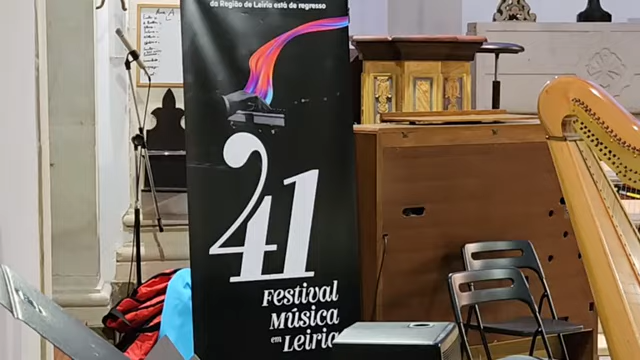 da Região de Leiria está de regresso
41
Festival
Música
em Leiria